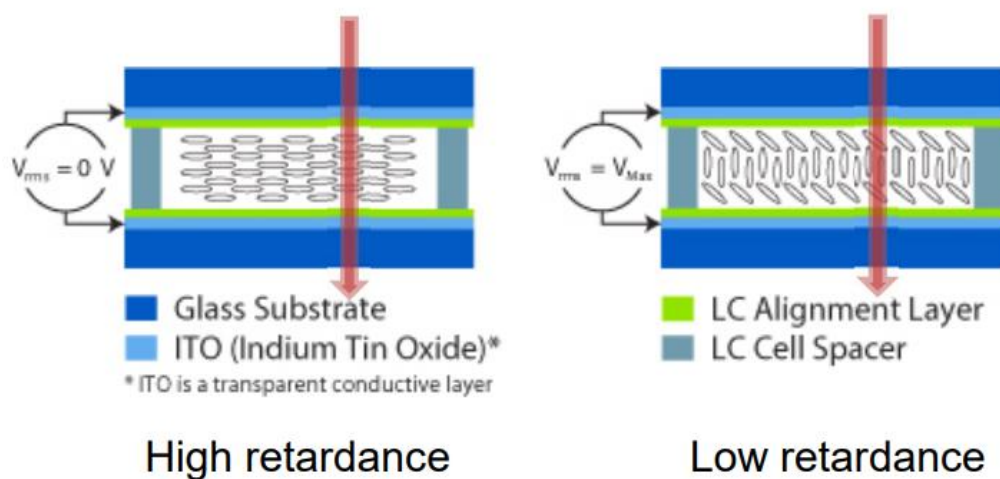 V_rms = 0 V
V_rms = V_Max
Glass Substrate
ITO (Indium Tin Oxide)*
* ITO is a transparent conductive layer
LC Alignment Layer
LC Cell Spacer
High retardance
Low retardance